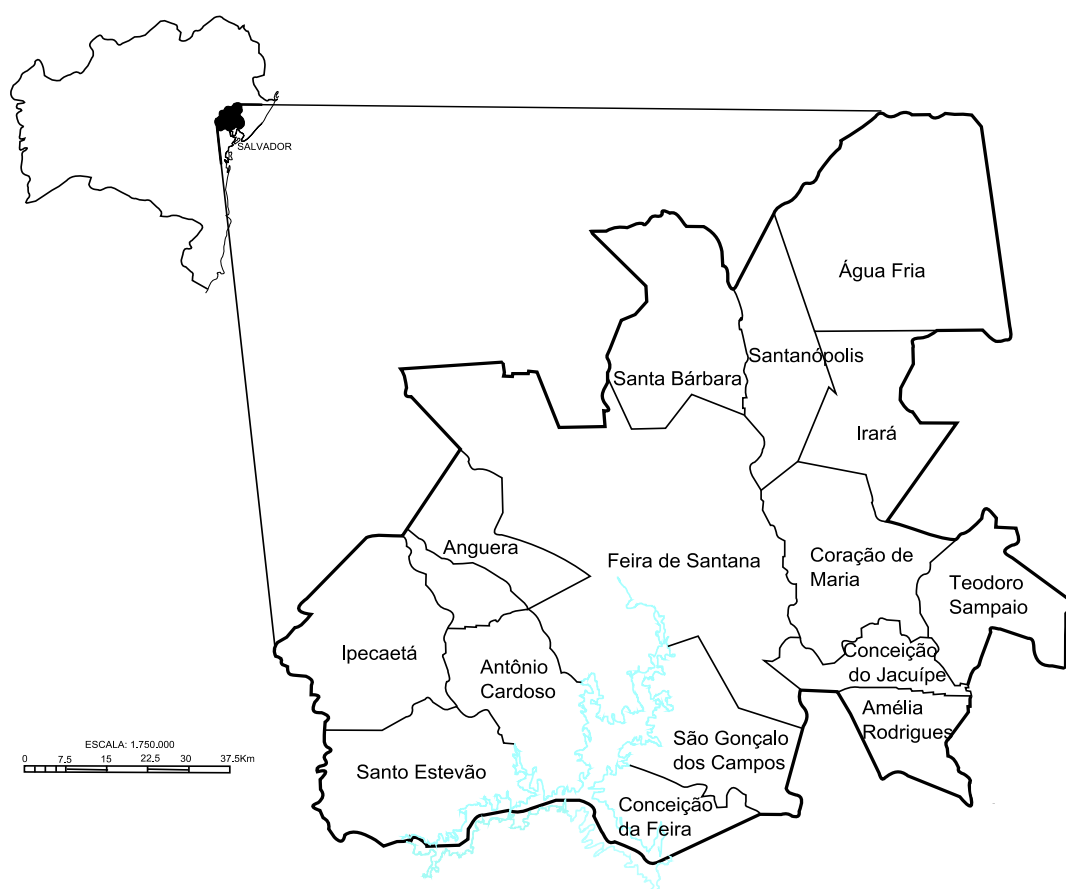 SALVADOR
Água Fria
Santanópolis
Santa Bárbara
Irará
Anguera
Feira de Santana
Coração de
Maria
Teodoro
Sampaio
Ipecaetá
Antônio
Cardoso
Conceição
do Jacuípe
Amélia
Rodrigues
São Gonçalo
dos Campos
Santo Estevão
Conceição
da Feira
ESCALA: 1.750.000
0 7.5 15 22.5 30 37.5Km